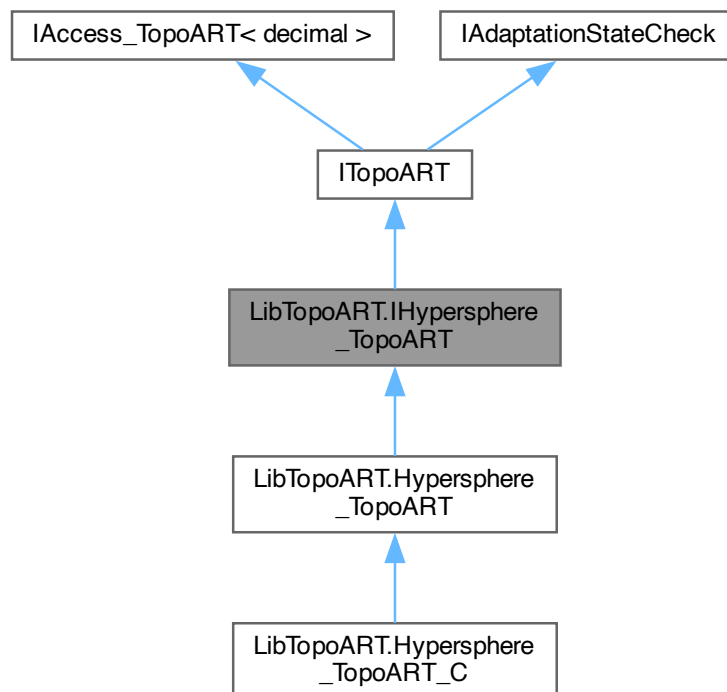 IAccess_TopoART< decimal >
IAdaptationStateCheck
ITopoART
LibTopoART.IHypersphere
_TopoART
LibTopoART.Hypersphere
_TopoART
LibTopoART.Hypersphere
_TopoART_C